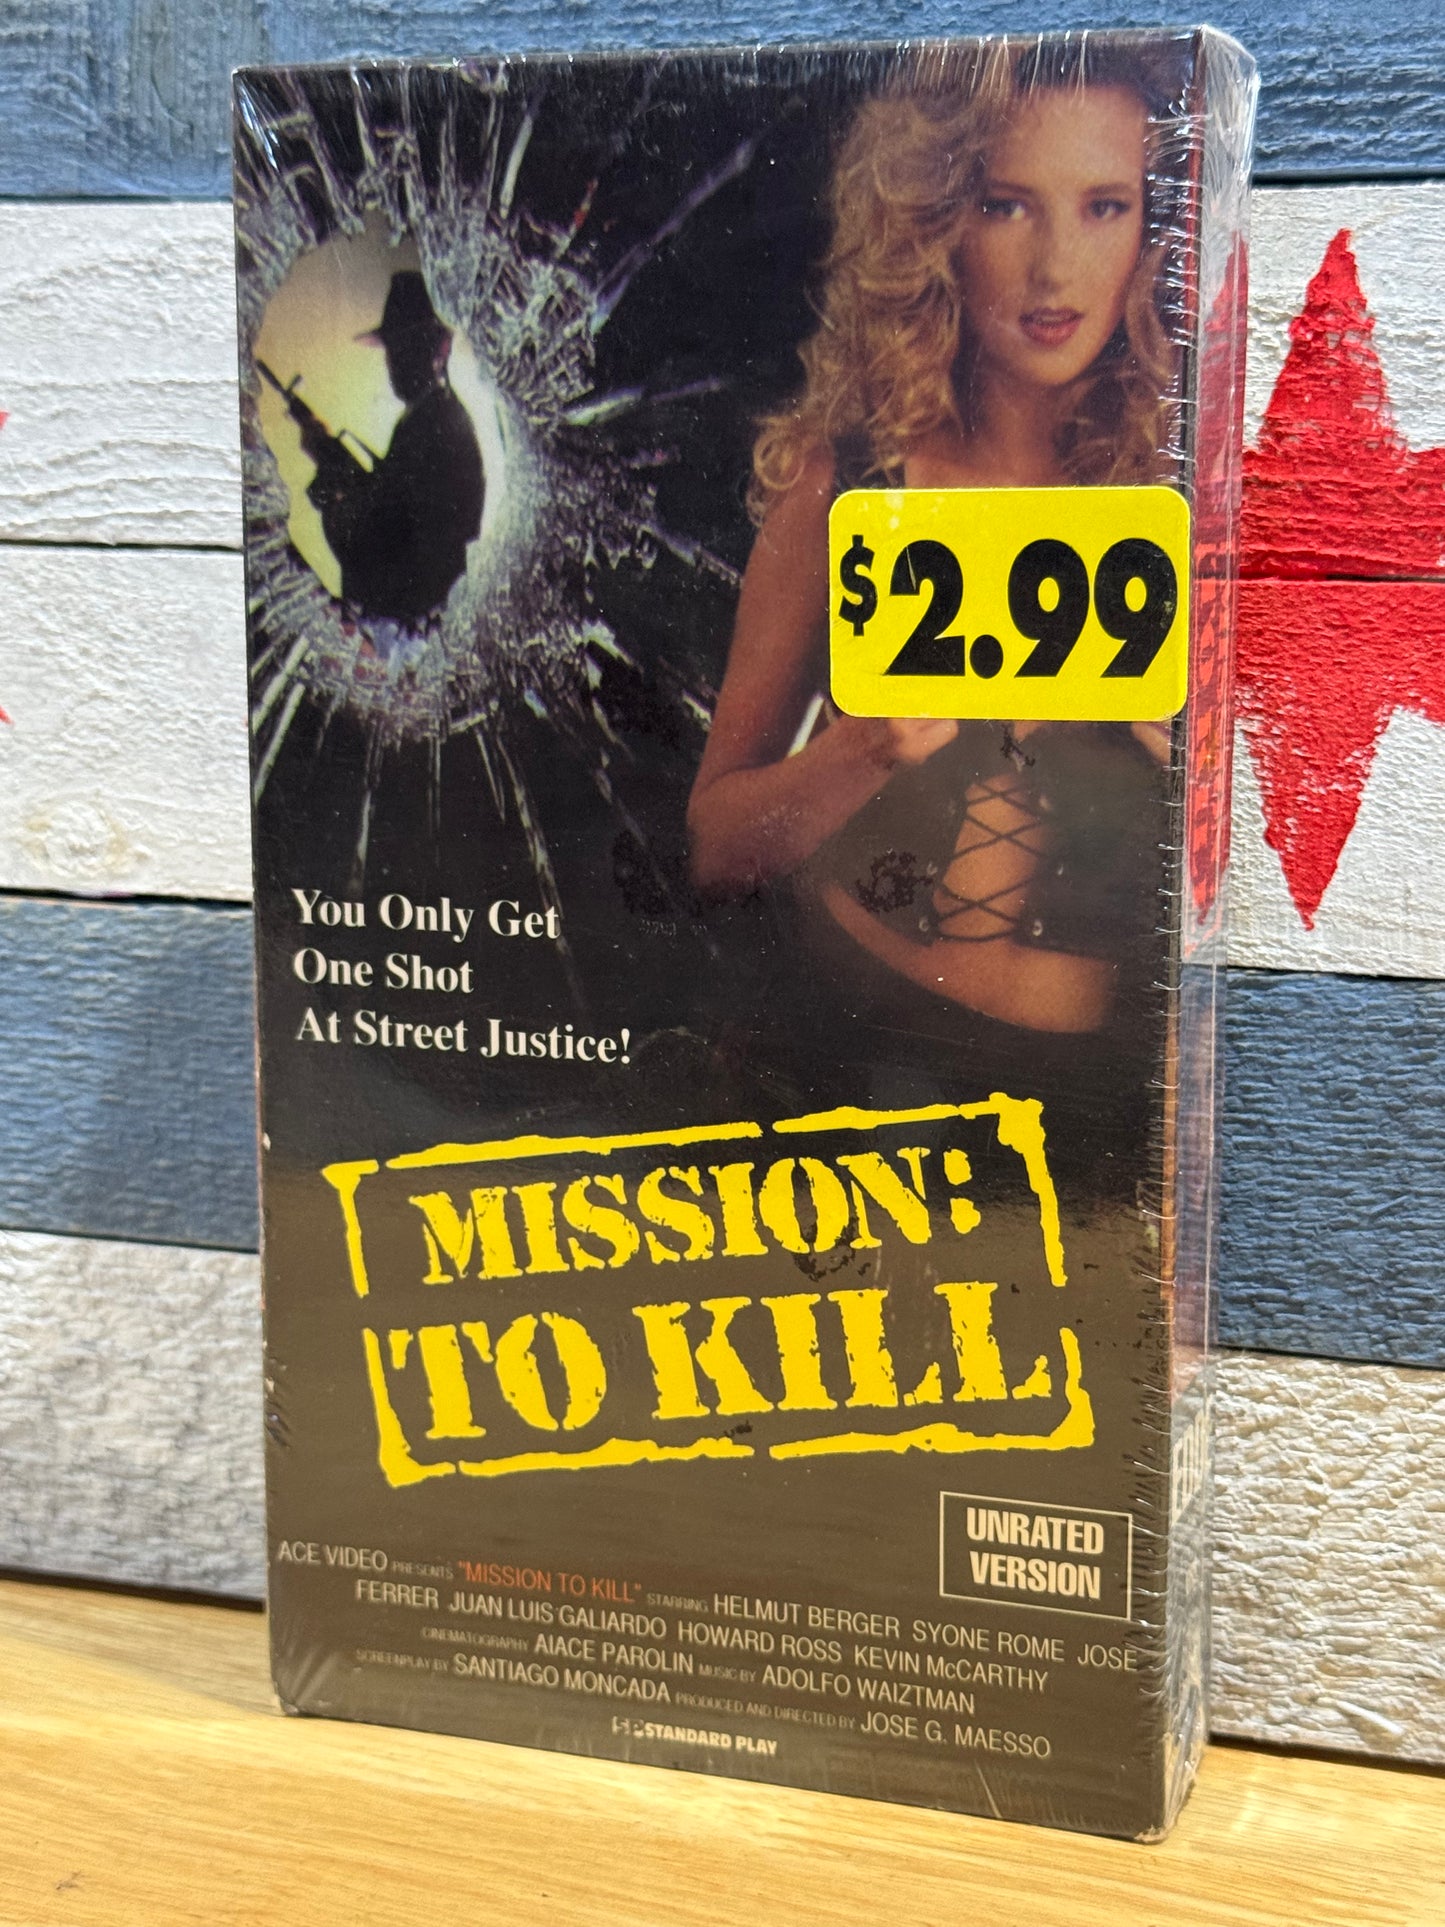 $2.99
You Only Get
One Shot
At Street Justice!
MISSION:
TO KILL
UNRATED
VERSION
ACE VIDEO PRESENTS "MISSION TO KILL" STARRING HELMUT BERGER SYONE ROME JOSE
FERRER JUAN LUIS GALIARDO HOWARD ROSS KEVIN McCARTHY
CINEMATOGRAPHY AIACE PAROLIN MUSIC BY ADOLFO WAIZTMAN
SCREENPLAY BY SANTIAGO MONCADA PRODUCED AND DIRECTED BY JOSE G. MAESSO
SP STANDARD PLAY